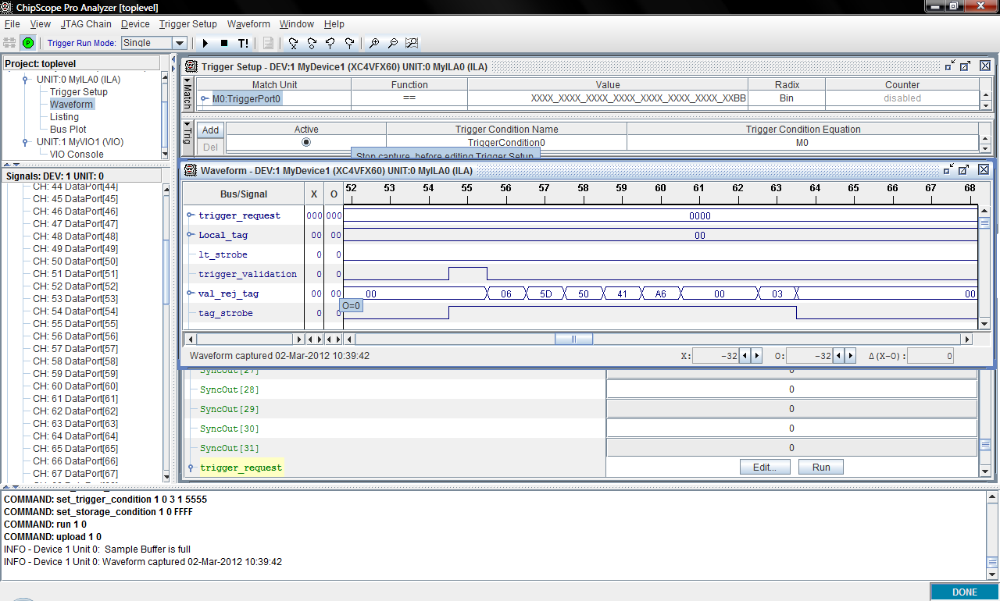 ChipScope Pro Analyzer [toplevel]
File View JTAG Chain Device Trigger Setup Waveform Window Help
Trigger Run Mode: Single T!
Project: toplevel
UNIT:0 MyILA0 (ILA)
Trigger Setup
Waveform
Listing
Bus Plot
UNIT:1 MyVIO1 (VIO)
VIO Console
Signals: DEV: 1 UNIT: 0
CH: 44 DataPort[44]
CH: 45 DataPort[45]
CH: 46 DataPort[46]
CH: 47 DataPort[47]
CH: 48 DataPort[48]
CH: 49 DataPort[49]
CH: 50 DataPort[50]
CH: 51 DataPort[51]
CH: 52 DataPort[52]
CH: 53 DataPort[53]
CH: 54 DataPort[54]
CH: 55 DataPort[55]
CH: 56 DataPort[56]
CH: 57 DataPort[57]
CH: 58 DataPort[58]
CH: 59 DataPort[59]
CH: 60 DataPort[60]
CH: 61 DataPort[61]
CH: 62 DataPort[62]
CH: 63 DataPort[63]
CH: 64 DataPort[64]
CH: 65 DataPort[65]
CH: 66 DataPort[66]
CH: 67 DataPort[67]
Trigger Setup - DEV:1 MyDevice1 (XC4VFX60) UNIT:0 MyILA0 (ILA)
Match
Match Unit Function Value Radix Counter
M0:TriggerPort0 == XXXX_XXXX_XXXX_XXXX_XXXX_XXXX_XXXX_XXBB Bin disabled
Trig
Add Active Trigger Condition Name Trigger Condition Equation
Del TriggerCondition0 M0
Stop capture, before editing Trigger Setup
Waveform - DEV:1 MyDevice1 (XC4VFX60) UNIT:0 MyILA0 (ILA)
Bus/Signal X O 52 54 55 56 57 58 59 60 61 62 63 64 65 66 67 68
trigger_request 000 000 0000
Local_tag 00 00 00
lt_strobe 0 0
trigger_validation 0 0
val_rej_tag 00 00 00 06 5D 50 41 A6 00 03 00
O=0
tag_strobe 0 0
Waveform captured 02-Mar-2012 10:39:42 X: -32 O: -32 Δ(X-O): 0
SyncOut[27] 0
SyncOut[28] 0
SyncOut[29] 0
SyncOut[30] 0
SyncOut[31] 0
trigger_request Edit... Run
COMMAND: set_trigger_condition 1 0 3 1 5555
COMMAND: set_storage_condition 1 0 FFFF
COMMAND: run 1 0
COMMAND: upload 1 0
INFO - Device 1 Unit 0: Sample Buffer is full
INFO - Device 1 Unit 0: Waveform captured 02-Mar-2012 10:39:42
DONE